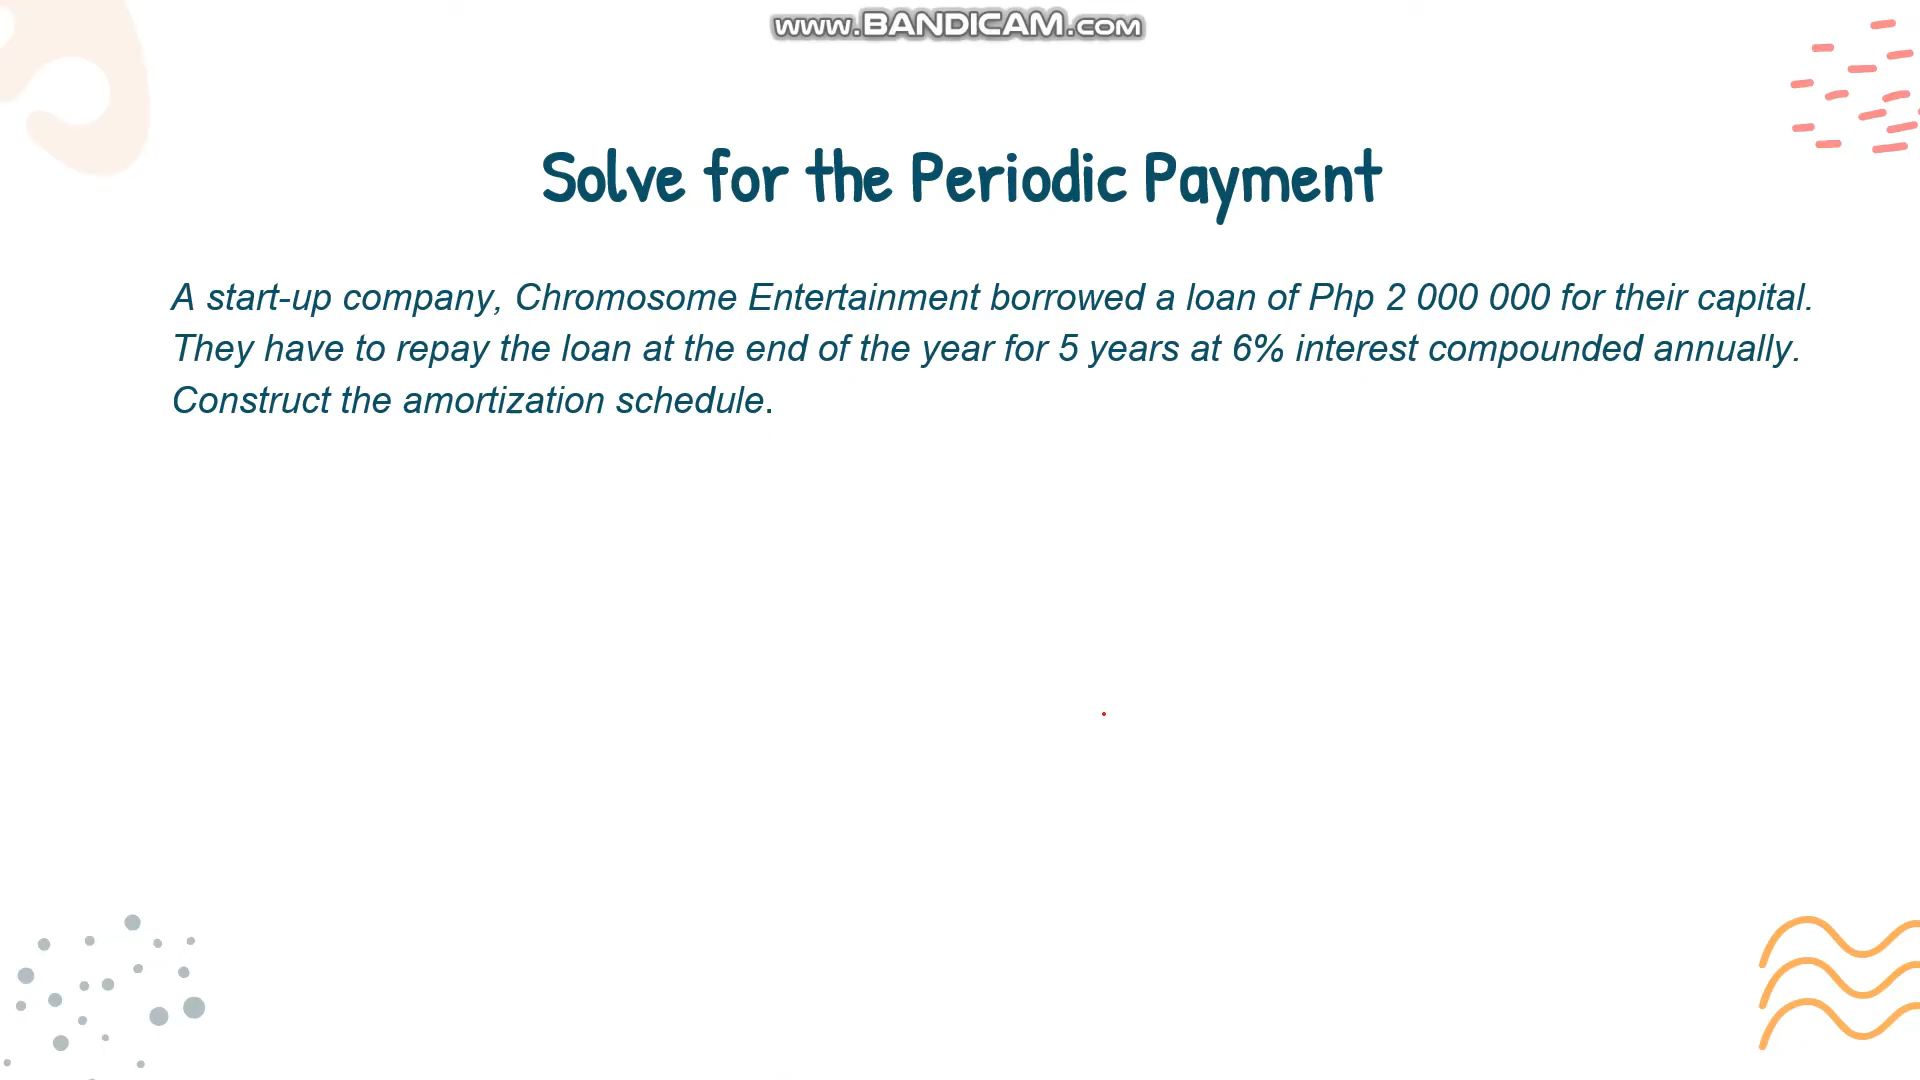 www.BANDICAM.com
Solve for the Periodic Payment
A start-up company, Chromosome Entertainment borrowed a loan of Php 2 000 000 for their capital.
They have to repay the loan at the end of the year for 5 years at 6% interest compounded annually.
Construct the amortization schedule.